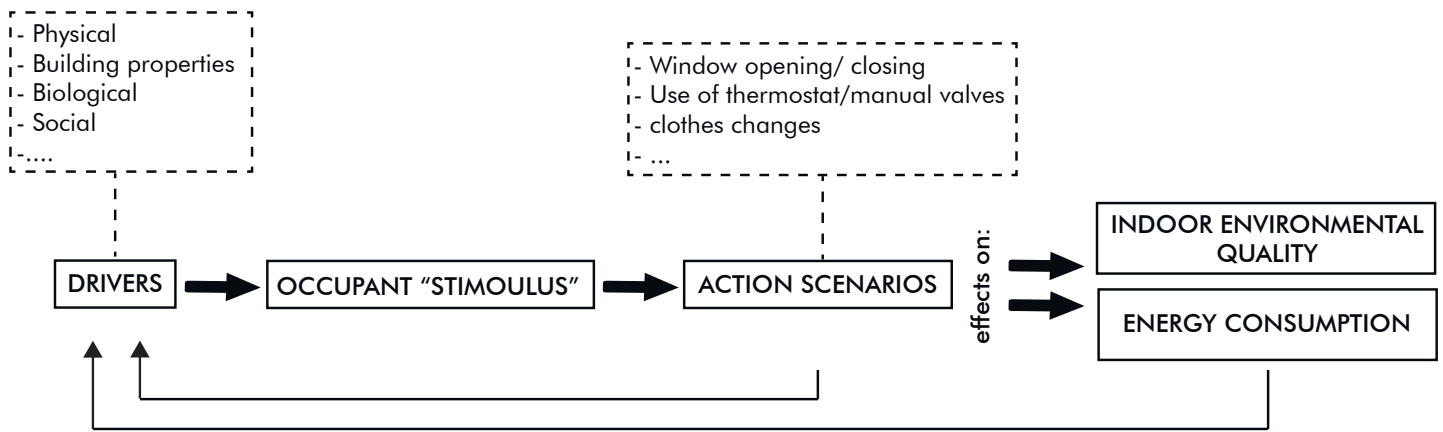 - Physical
- Building properties
- Biological
- Social
-....
- Window opening/ closing
- Use of thermostat/manual valves
- clothes changes
- ...
DRIVERS
OCCUPANT “STIMOULUS”
ACTION SCENARIOS
effects on:
INDOOR ENVIRONMENTAL
QUALITY
ENERGY CONSUMPTION